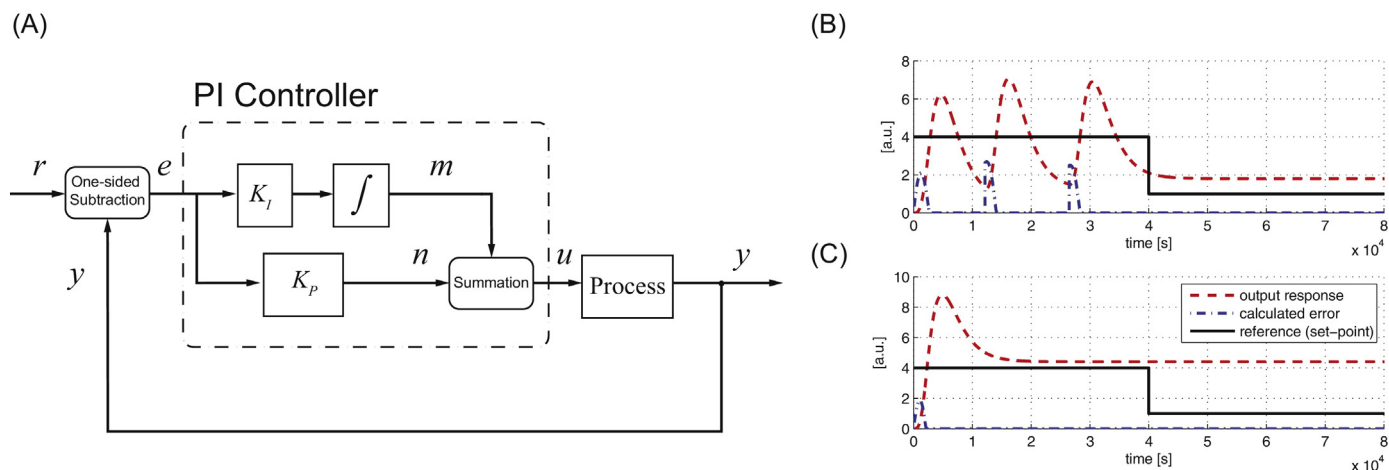 (A)
PI Controller
r
One-sided
Subtraction
e
K_I
∫
m
y
K_P
n
Summation
u
Process
y
(B)
8
6
4
2
0
[a.u.]
0 1 2 3 4 5 6 7 8
time [s]
x 10^4
(C)
10
8
6
4
2
0
[a.u.]
output response
calculated error
reference (set-point)
0 1 2 3 4 5 6 7 8
time [s]
x 10^4